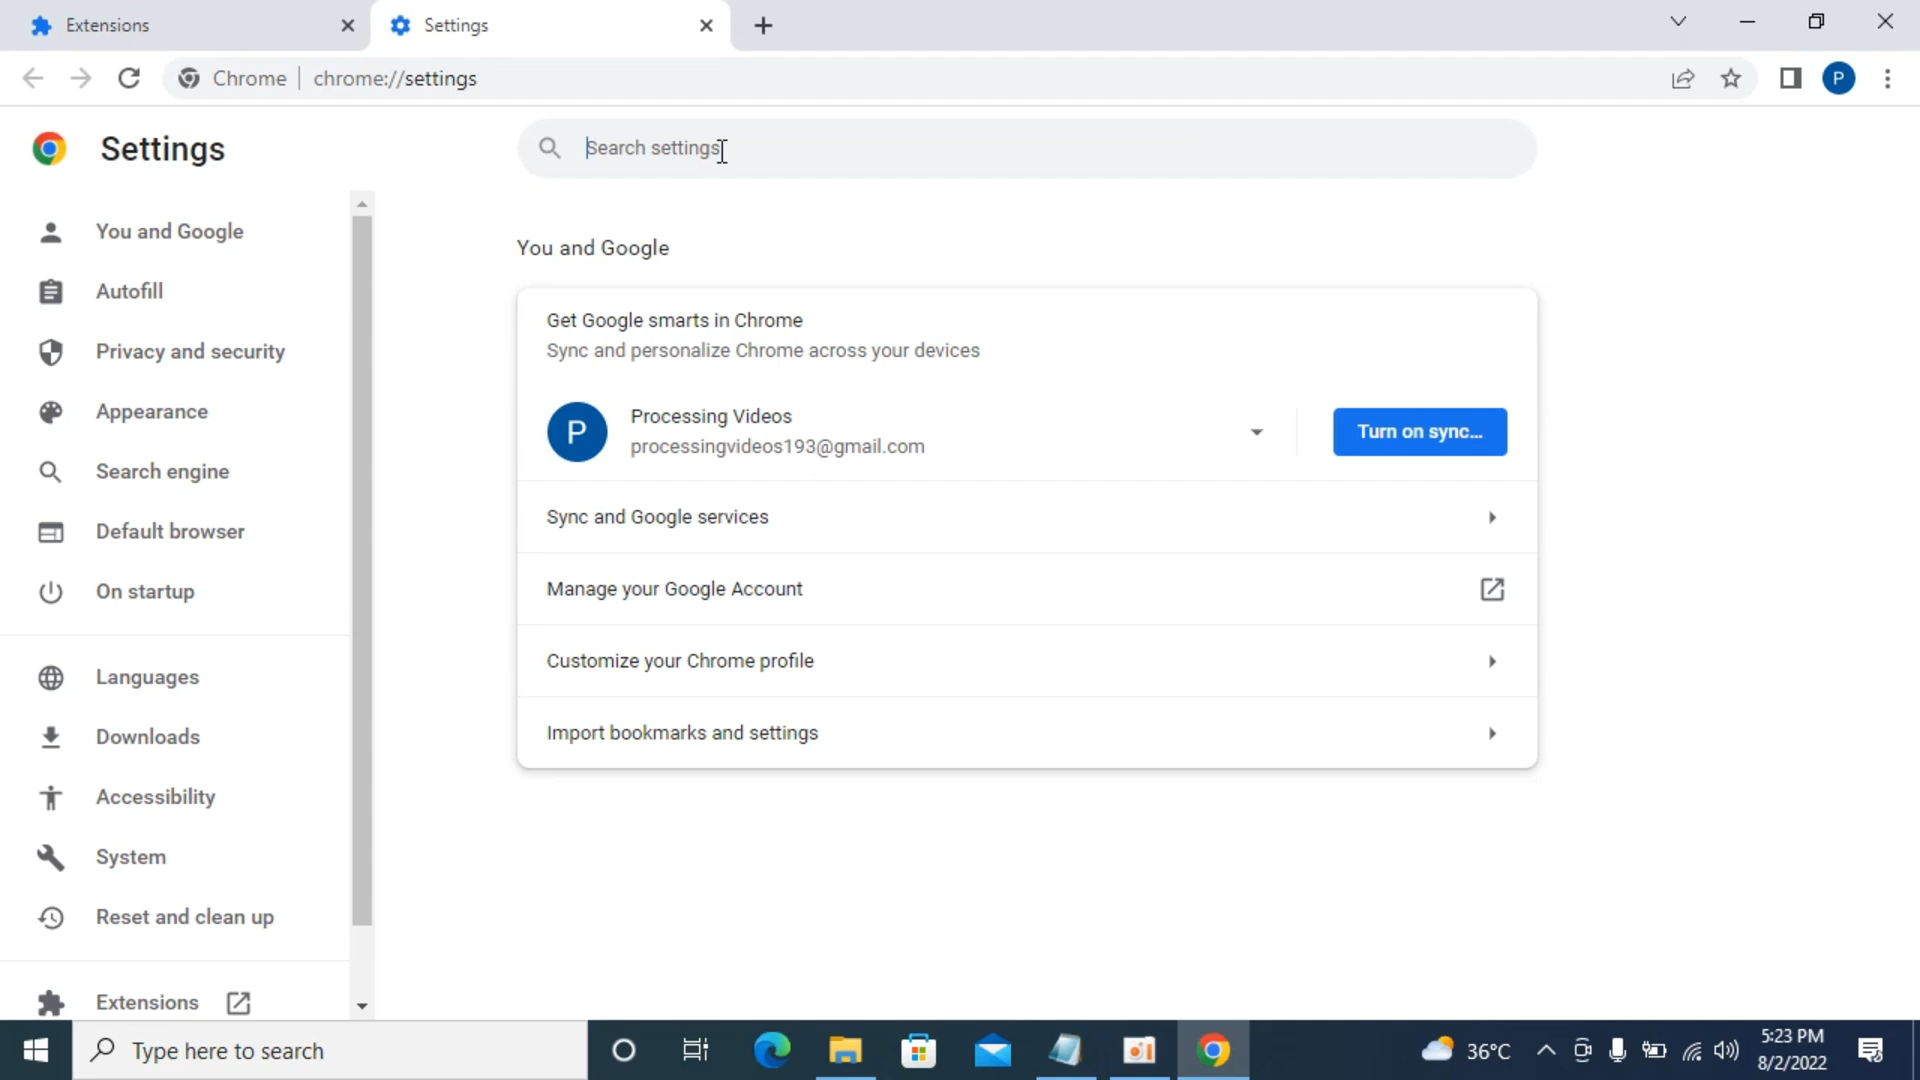 Extensions
Settings
Chrome
chrome://settings
P
Settings
Search settings
You and Google
Autofill
Privacy and security
Appearance
Search engine
Default browser
On startup
Languages
Downloads
Accessibility
System
Reset and clean up
Extensions
You and Google
Get Google smarts in Chrome
Sync and personalize Chrome across your devices
P
Processing Videos
processingvideos193@gmail.com
Turn on sync...
Sync and Google services
Manage your Google Account
Customize your Chrome profile
Import bookmarks and settings
Type here to search
36°C
5:23 PM
8/2/2022